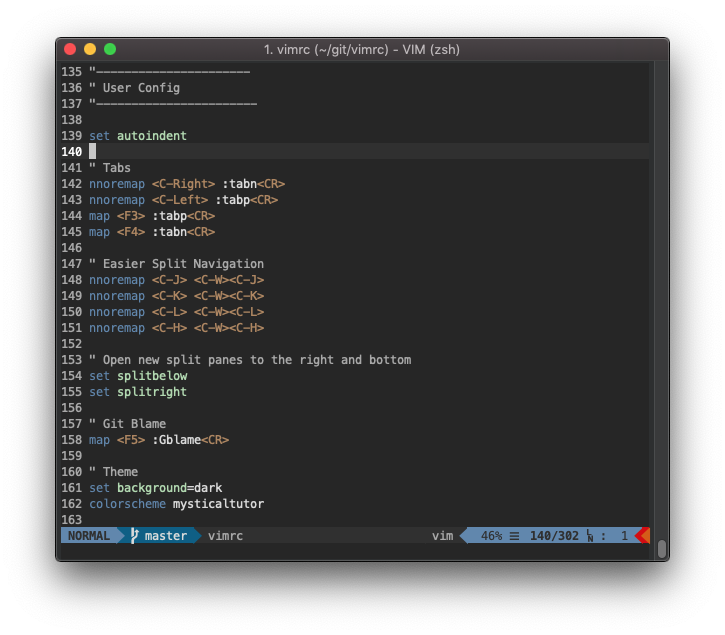 1. vimrc (~/git/vimrc) - VIM (zsh)
135 "----------------------
136 " User Config
137 "-----------------------
138
139 set autoindent
140
141 " Tabs
142 nnoremap <C-Right> :tabn<CR>
143 nnoremap <C-Left> :tabp<CR>
144 map <F3> :tabp<CR>
145 map <F4> :tabn<CR>
146
147 " Easier Split Navigation
148 nnoremap <C-J> <C-W><C-J>
149 nnoremap <C-K> <C-W><C-K>
150 nnoremap <C-L> <C-W><C-L>
151 nnoremap <C-H> <C-W><C-H>
152
153 " Open new split panes to the right and bottom
154 set splitbelow
155 set splitright
156
157 " Git Blame
158 map <F5> :Gblame<CR>
159
160 " Theme
161 set background=dark
162 colorscheme mysticaltutor
163
NORMAL master vimrc vim 46% ☰ 140/302 ㏑ : 1